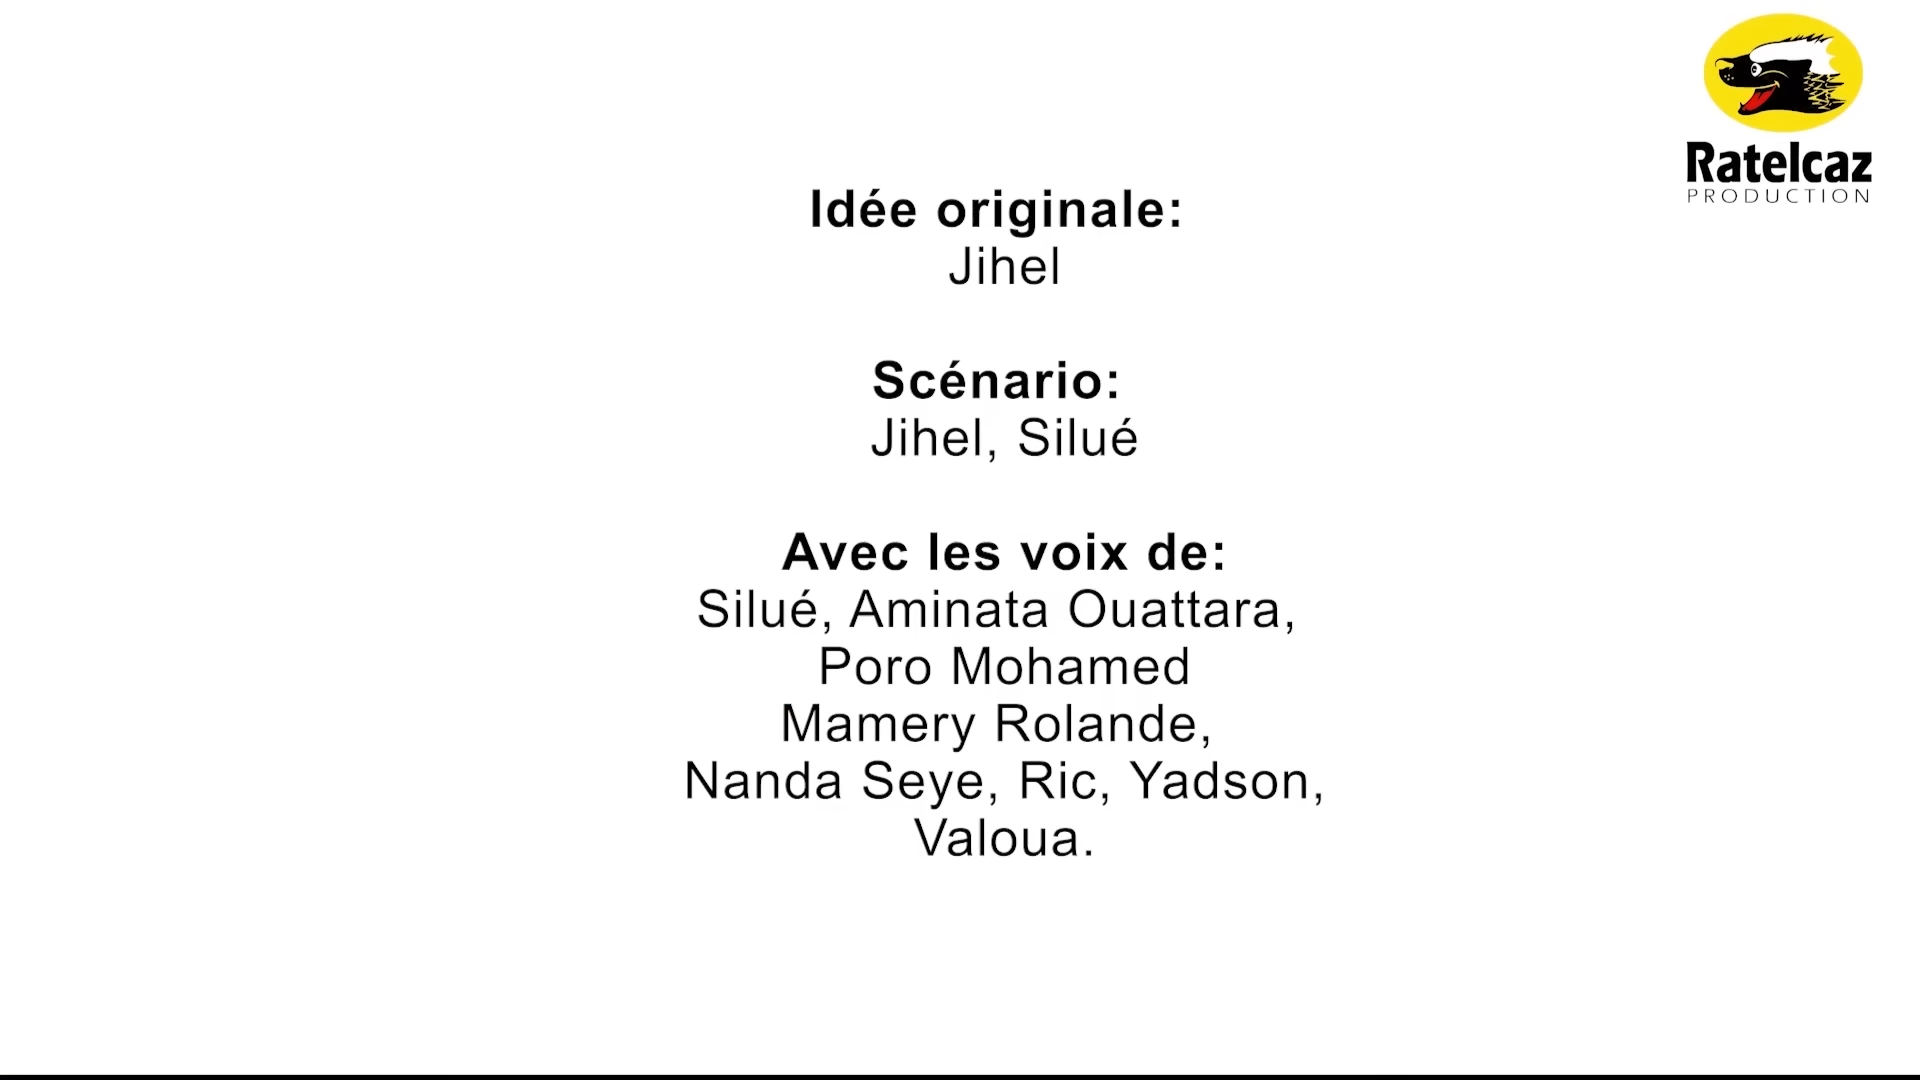 Ratelcaz
PRODUCTION
Idée originale:
Jihel
Scénario:
Jihel, Silué
Avec les voix de:
Silué, Aminata Ouattara,
Poro Mohamed
Mamery Rolande,
Nanda Seye, Ric, Yadson,
Valoua.